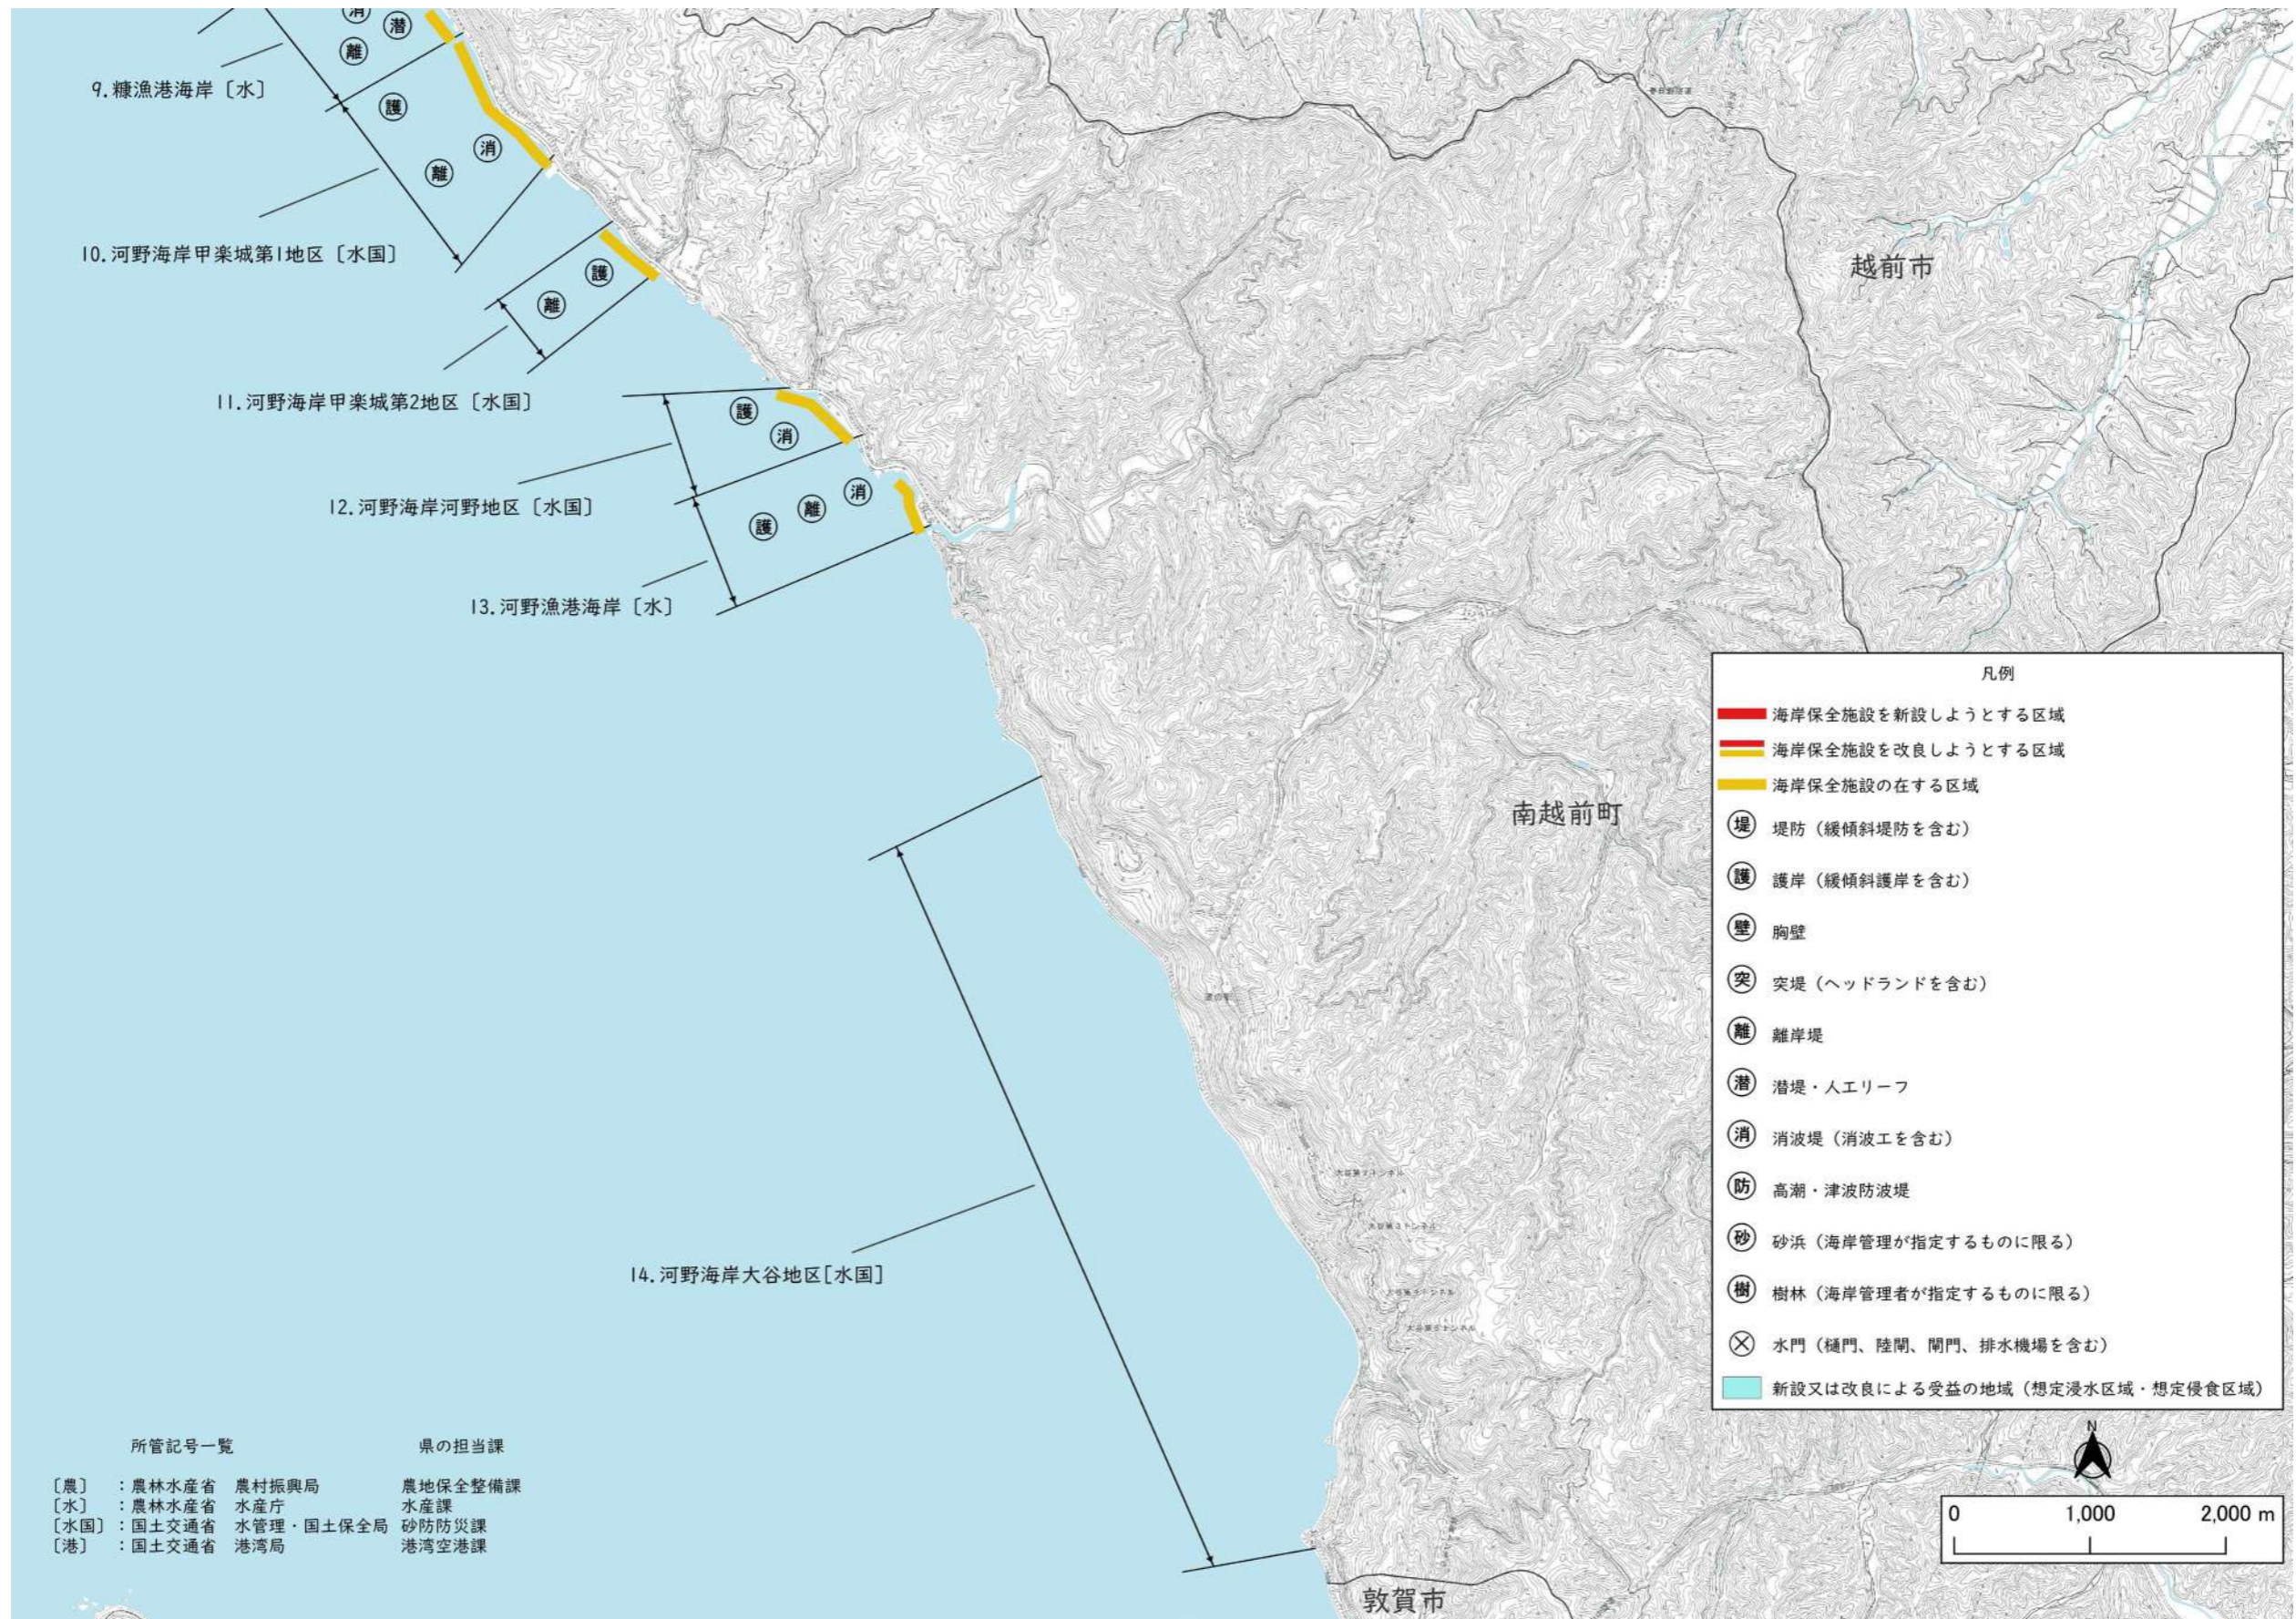 消 潜
離
9.糠漁港海岸〔水〕
護
消
離
10.河野海岸甲楽城第1地区〔水国〕
護
離
11.河野海岸甲楽城第2地区〔水国〕
護
消
12.河野海岸河野地区〔水国〕
護 離 消
13.河野漁港海岸〔水〕
14.河野海岸大谷地区[水国]
越前市
南越前町
敦賀市
凡例
海岸保全施設を新設しようとする区域
海岸保全施設を改良しようとする区域
海岸保全施設の在する区域
堤 堤防（緩傾斜堤防を含む）
護 護岸（緩傾斜護岸を含む）
壁 胸壁
突 突堤（ヘッドランドを含む）
離 離岸堤
潜 潜堤・人工リーフ
消 消波堤（消波工を含む）
防 高潮・津波防波堤
砂 砂浜（海岸管理が指定するものに限る）
樹 樹林（海岸管理者が指定するものに限る）
水門（樋門、陸閘、閘門、排水機場を含む）
新設又は改良による受益の地域（想定浸水区域・想定侵食区域）
N
0 1,000 2,000 m
所管記号一覧 県の担当課
〔農〕 ：農林水産省 農村振興局 農地保全整備課
〔水〕 ：農林水産省 水産庁 水産課
〔水国〕：国土交通省 水管理・国土保全局 砂防防災課
〔港〕 ：国土交通省 港湾局 港湾空港課